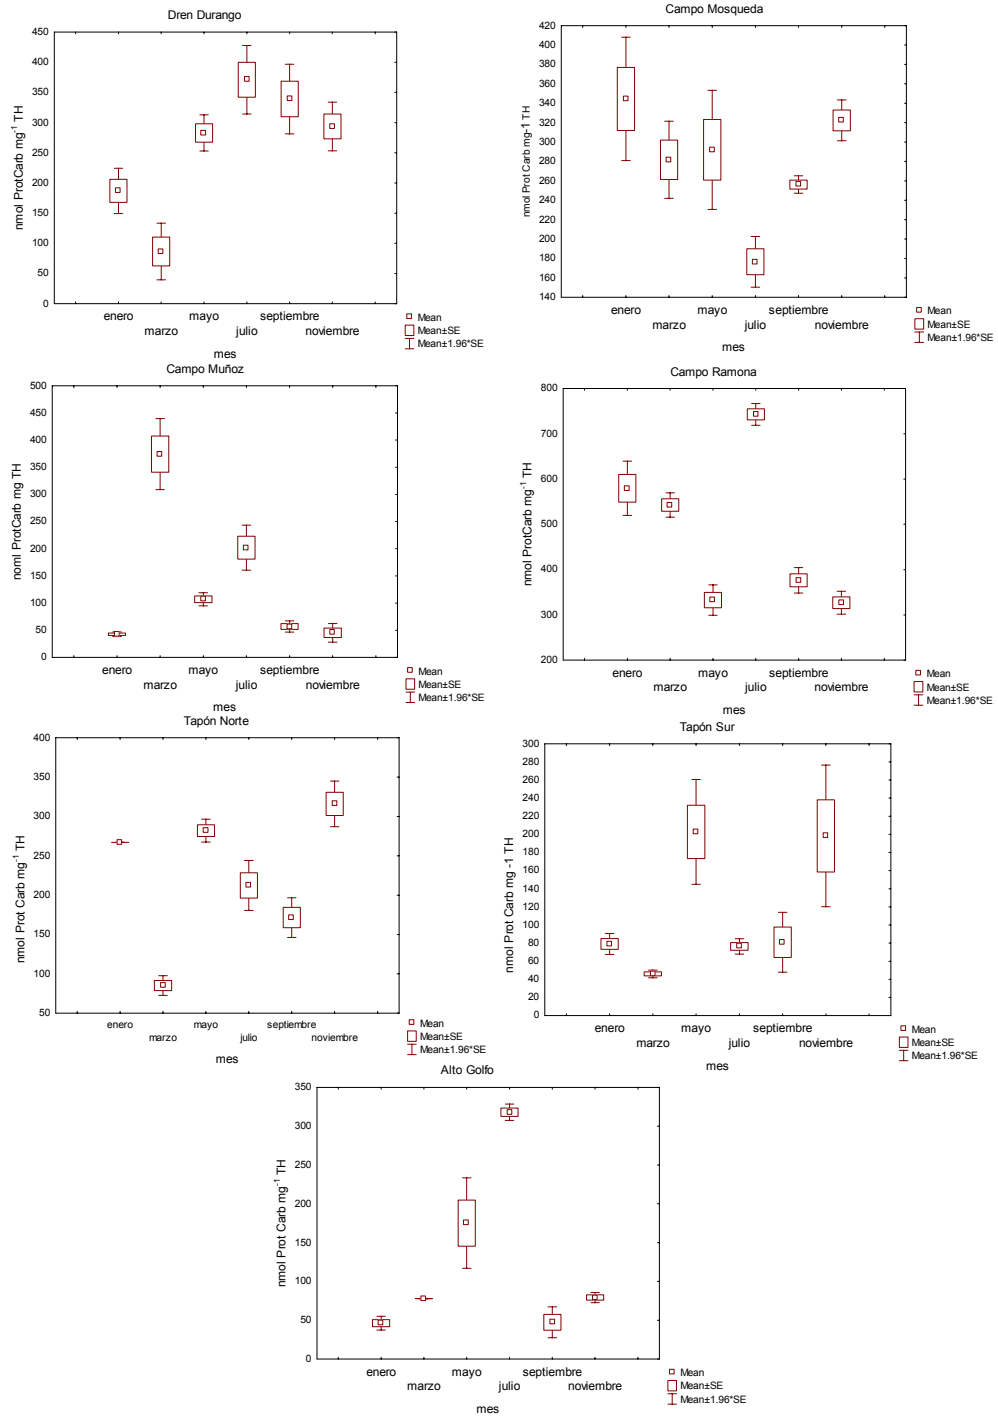 Dren Durango
nmol ProtCarb mg-1 TH
450
400
350
300
250
200
150
100
50
0
enero
marzo
mayo
julio
septiembre
noviembre
mes
Mean
Mean±SE
Mean±1.96*SE
Campo Mosqueda
nmol Prot Carb mg-1 TH
420
400
380
360
340
320
300
280
260
240
220
200
180
160
140
enero
marzo
mayo
julio
septiembre
noviembre
mes
Mean
Mean±SE
Mean±1.96*SE
Campo Muñoz
noml ProtCarb mg TH
500
450
400
350
300
250
200
150
100
50
0
enero
marzo
mayo
julio
septiembre
noviembre
mes
Mean
Mean±SE
Mean±1.96*SE
Campo Ramona
nmol ProtCarb mg-1 TH
800
700
600
500
400
300
200
enero
marzo
mayo
julio
septiembre
noviembre
mes
Mean
Mean±SE
Mean±1.96*SE
Tapón Norte
nmol Prot Carb mg-1 TH
400
350
300
250
200
150
100
50
enero
marzo
mayo
julio
septiembre
noviembre
mes
Mean
Mean±SE
Mean±1.96*SE
Tapón Sur
nmol Prot Carb mg -1 TH
300
280
260
240
220
200
180
160
140
120
100
80
60
40
20
0
enero
marzo
mayo
julio
septiembre
noviembre
mes
Mean
Mean±SE
Mean±1.96*SE
Alto Golfo
nmol Prot Carb mg-1 TH
350
300
250
200
150
100
50
0
enero
marzo
mayo
julio
septiembre
noviembre
mes
Mean
Mean±SE
Mean±1.96*SE